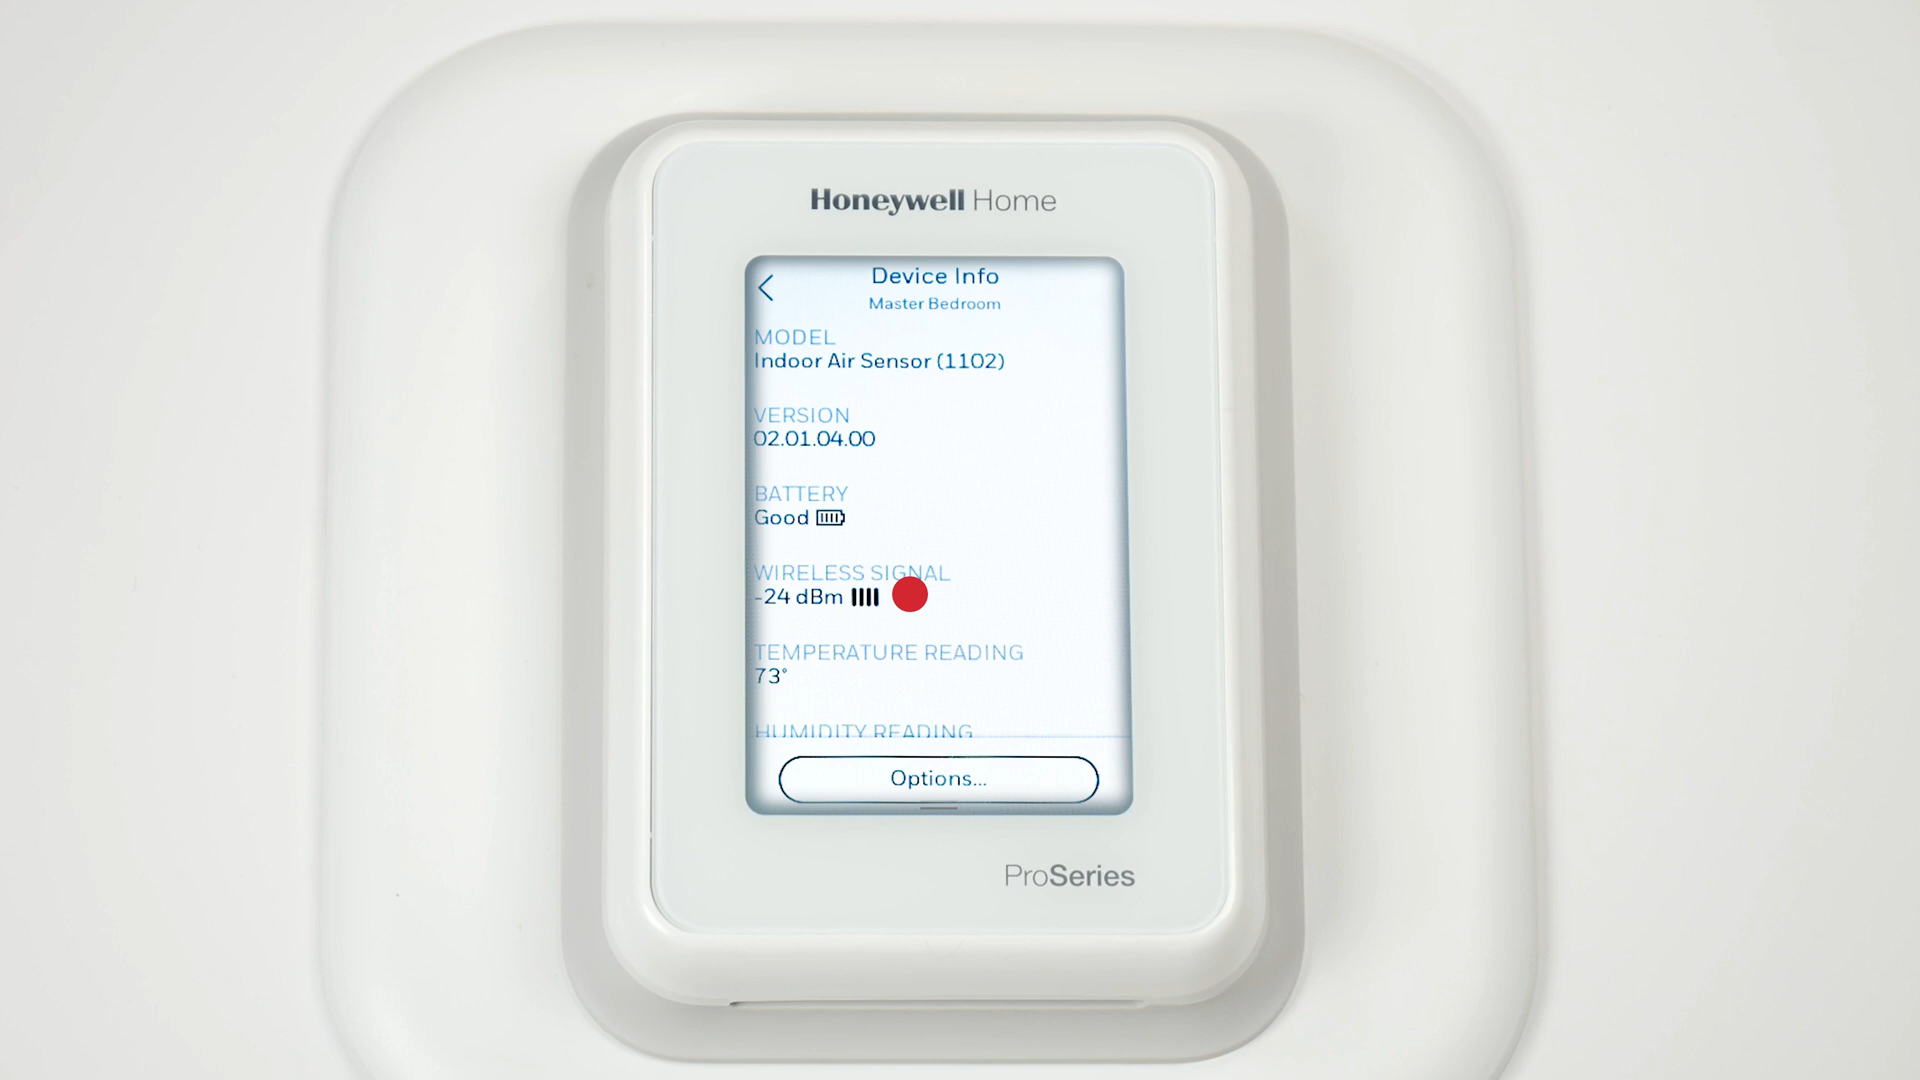 Honeywell Home
Device Info
Master Bedroom
MODEL
Indoor Air Sensor (1102)
VERSION
02.01.04.00
BATTERY
Good
WIRELESS SIGNAL
-24 dBm
TEMPERATURE READING
73°
HUMIDITY READING
Options...
ProSeries